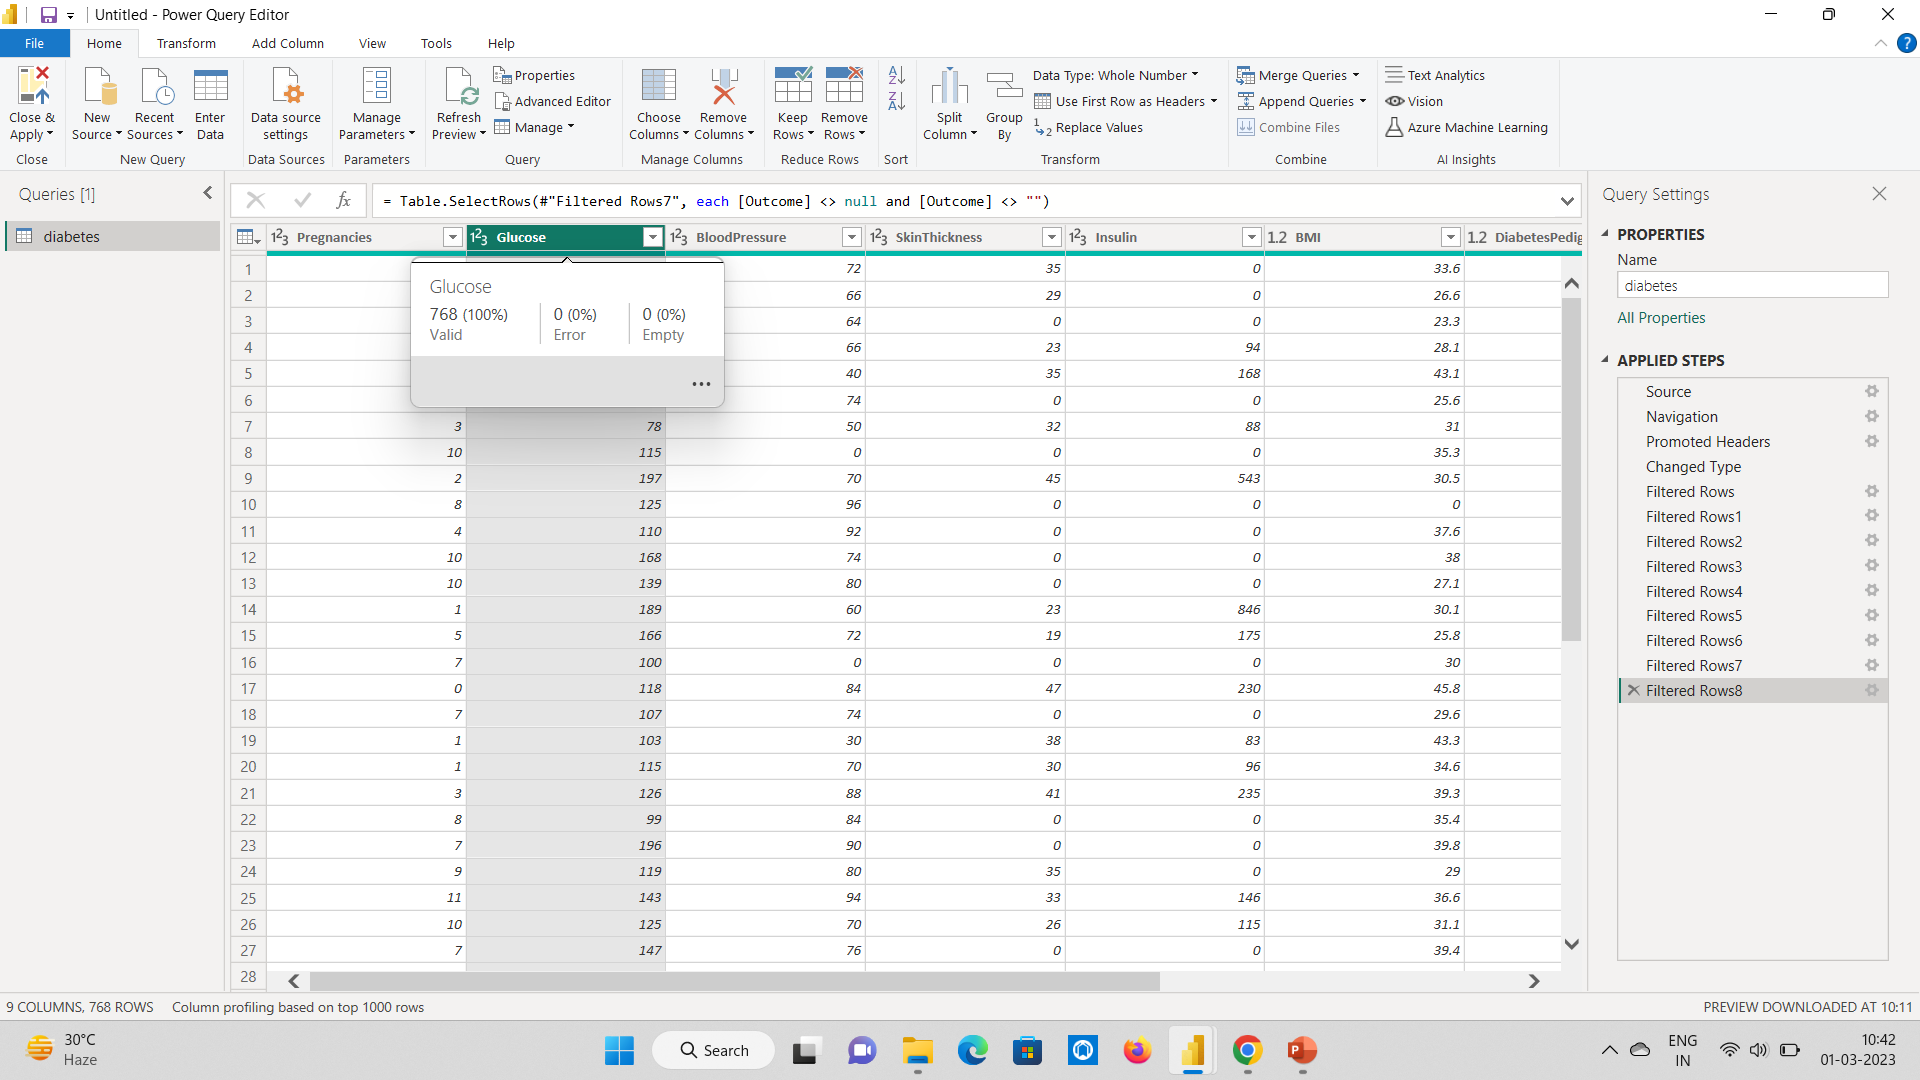 Untitled - Power Query Editor
File Home Transform Add Column View Tools Help
Close & Apply
Close
New Source
Recent Sources
Enter Data
New Query
Data source settings
Data Sources
Manage Parameters
Parameters
Refresh Preview
Properties
Advanced Editor
Manage
Query
Choose Columns
Remove Columns
Manage Columns
Keep Rows
Remove Rows
Reduce Rows
Sort
Split Column
Group By
Data Type: Whole Number
Use First Row as Headers
Replace Values
Transform
Merge Queries
Append Queries
Combine Files
Combine
Text Analytics
Vision
Azure Machine Learning
AI Insights
Queries [1]
diabetes
fx = Table.SelectRows(#"Filtered Rows7", each [Outcome] <> null and [Outcome] <> "")
123 Pregnancies 123 Glucose 123 BloodPressure 123 SkinThickness 123 Insulin 1.2 BMI 1.2 DiabetesPedig
1 72 35 0 33.6
2 66 29 0 26.6
3 64 0 0 23.3
4 66 23 94 28.1
5 40 35 168 43.1
6 74 0 0 25.6
7 3 78 50 32 88 31
8 10 115 0 0 0 35.3
9 2 197 70 45 543 30.5
10 8 125 96 0 0 0
11 4 110 92 0 0 37.6
12 10 168 74 0 0 38
13 10 139 80 0 0 27.1
14 1 189 60 23 846 30.1
15 5 166 72 19 175 25.8
16 7 100 0 0 0 30
17 0 118 84 47 230 45.8
18 7 107 74 0 0 29.6
19 1 103 30 38 83 43.3
20 1 115 70 30 96 34.6
21 3 126 88 41 235 39.3
22 8 99 84 0 0 35.4
23 7 196 90 0 0 39.8
24 9 119 80 35 0 29
25 11 143 94 33 146 36.6
26 10 125 70 26 115 31.1
27 7 147 76 0 0 39.4
28
Glucose
768 (100%) 0 (0%) 0 (0%)
Valid Error Empty
Query Settings
PROPERTIES
Name
diabetes
All Properties
APPLIED STEPS
Source
Navigation
Promoted Headers
Changed Type
Filtered Rows
Filtered Rows1
Filtered Rows2
Filtered Rows3
Filtered Rows4
Filtered Rows5
Filtered Rows6
Filtered Rows7
Filtered Rows8
9 COLUMNS, 768 ROWS Column profiling based on top 1000 rows PREVIEW DOWNLOADED AT 10:11
30°C
Haze
Search
ENG
IN
10:42
01-03-2023